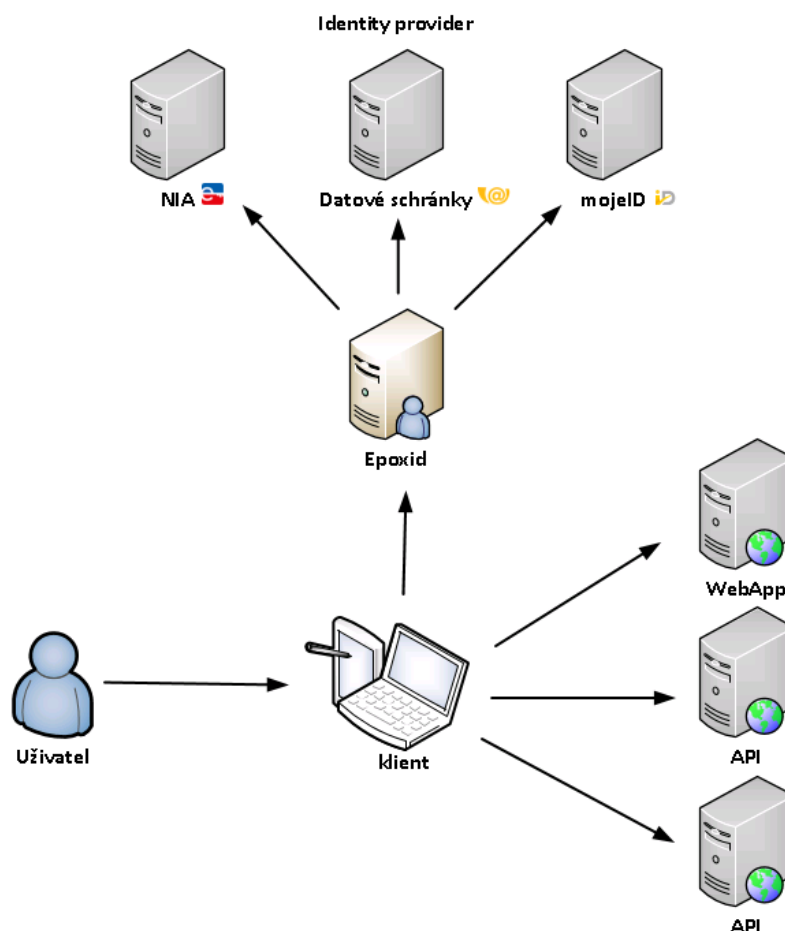 Identity provider
NIA
Datové schránky
mojeID
Epoxid
WebApp
Uživatel
klient
API
API